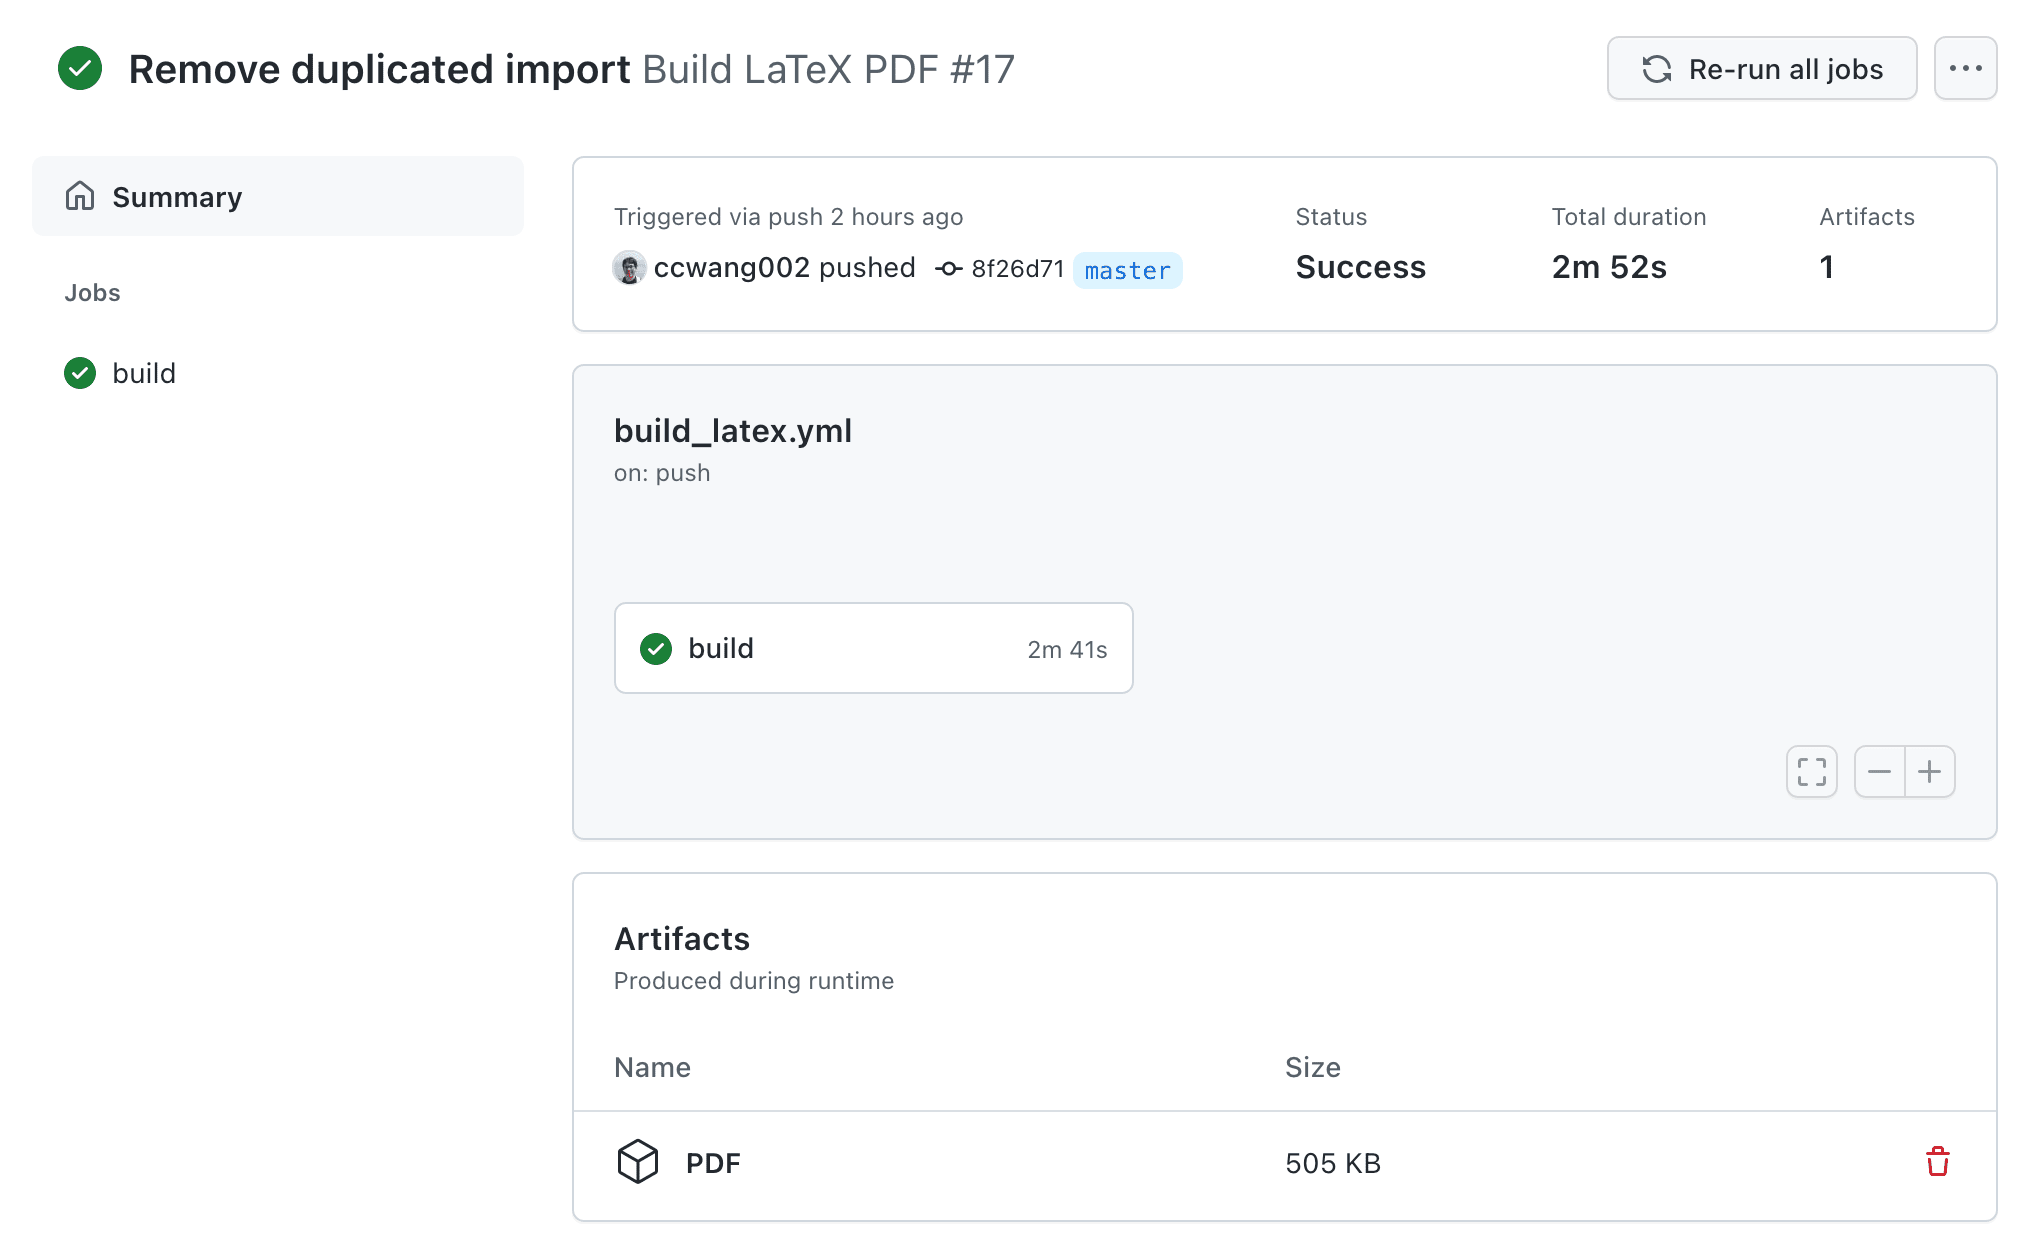 Remove duplicated import Build LaTeX PDF #17
Re-run all jobs
Summary
Jobs
build
Triggered via push 2 hours ago
ccwang002 pushed 8f26d71 master
Status
Success
Total duration
2m 52s
Artifacts
1
build_latex.yml
on: push
build 2m 41s
Artifacts
Produced during runtime
Name Size
PDF 505 KB